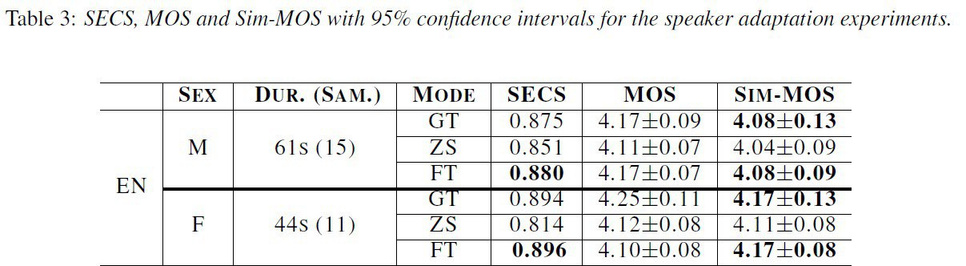 Table 3: SECS, MOS and Sim-MOS with 95% confidence intervals for the speaker adaptation experiments.
SEX DUR. (SAM.) MODE SECS MOS SIM-MOS
GT 0.875 4.17±0.09 4.08±0.13
M 61s (15) ZS 0.851 4.11±0.07 4.04±0.09
FT 0.880 4.17±0.07 4.08±0.09
EN
GT 0.894 4.25±0.11 4.17±0.13
F 44s (11) ZS 0.814 4.12±0.08 4.11±0.08
FT 0.896 4.10±0.08 4.17±0.08